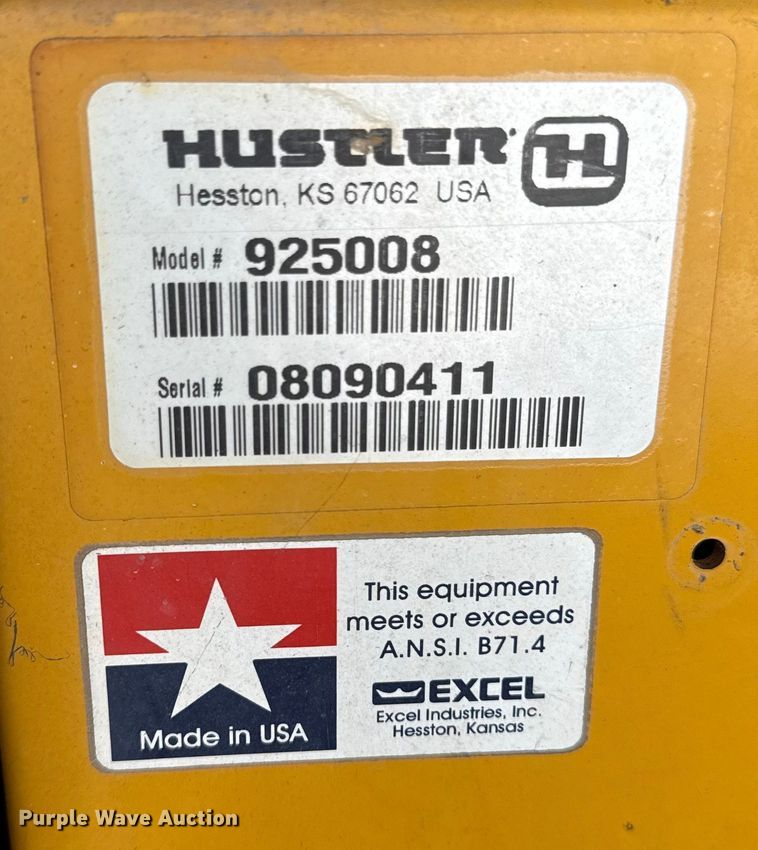 HUSTLER H
Hesston, KS 67062 USA
Model # 925008
Serial # 08090411
This equipment
meets or exceeds
A.N.S.I. B71.4
EXCEL
Excel Industries, Inc.
Hesston, Kansas
Made in USA
Purple Wave Auction